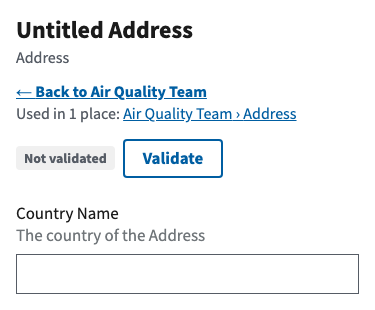 Untitled Address
Address
← Back to Air Quality Team
Used in 1 place: Air Quality Team › Address
Not validated Validate
Country Name
The country of the Address